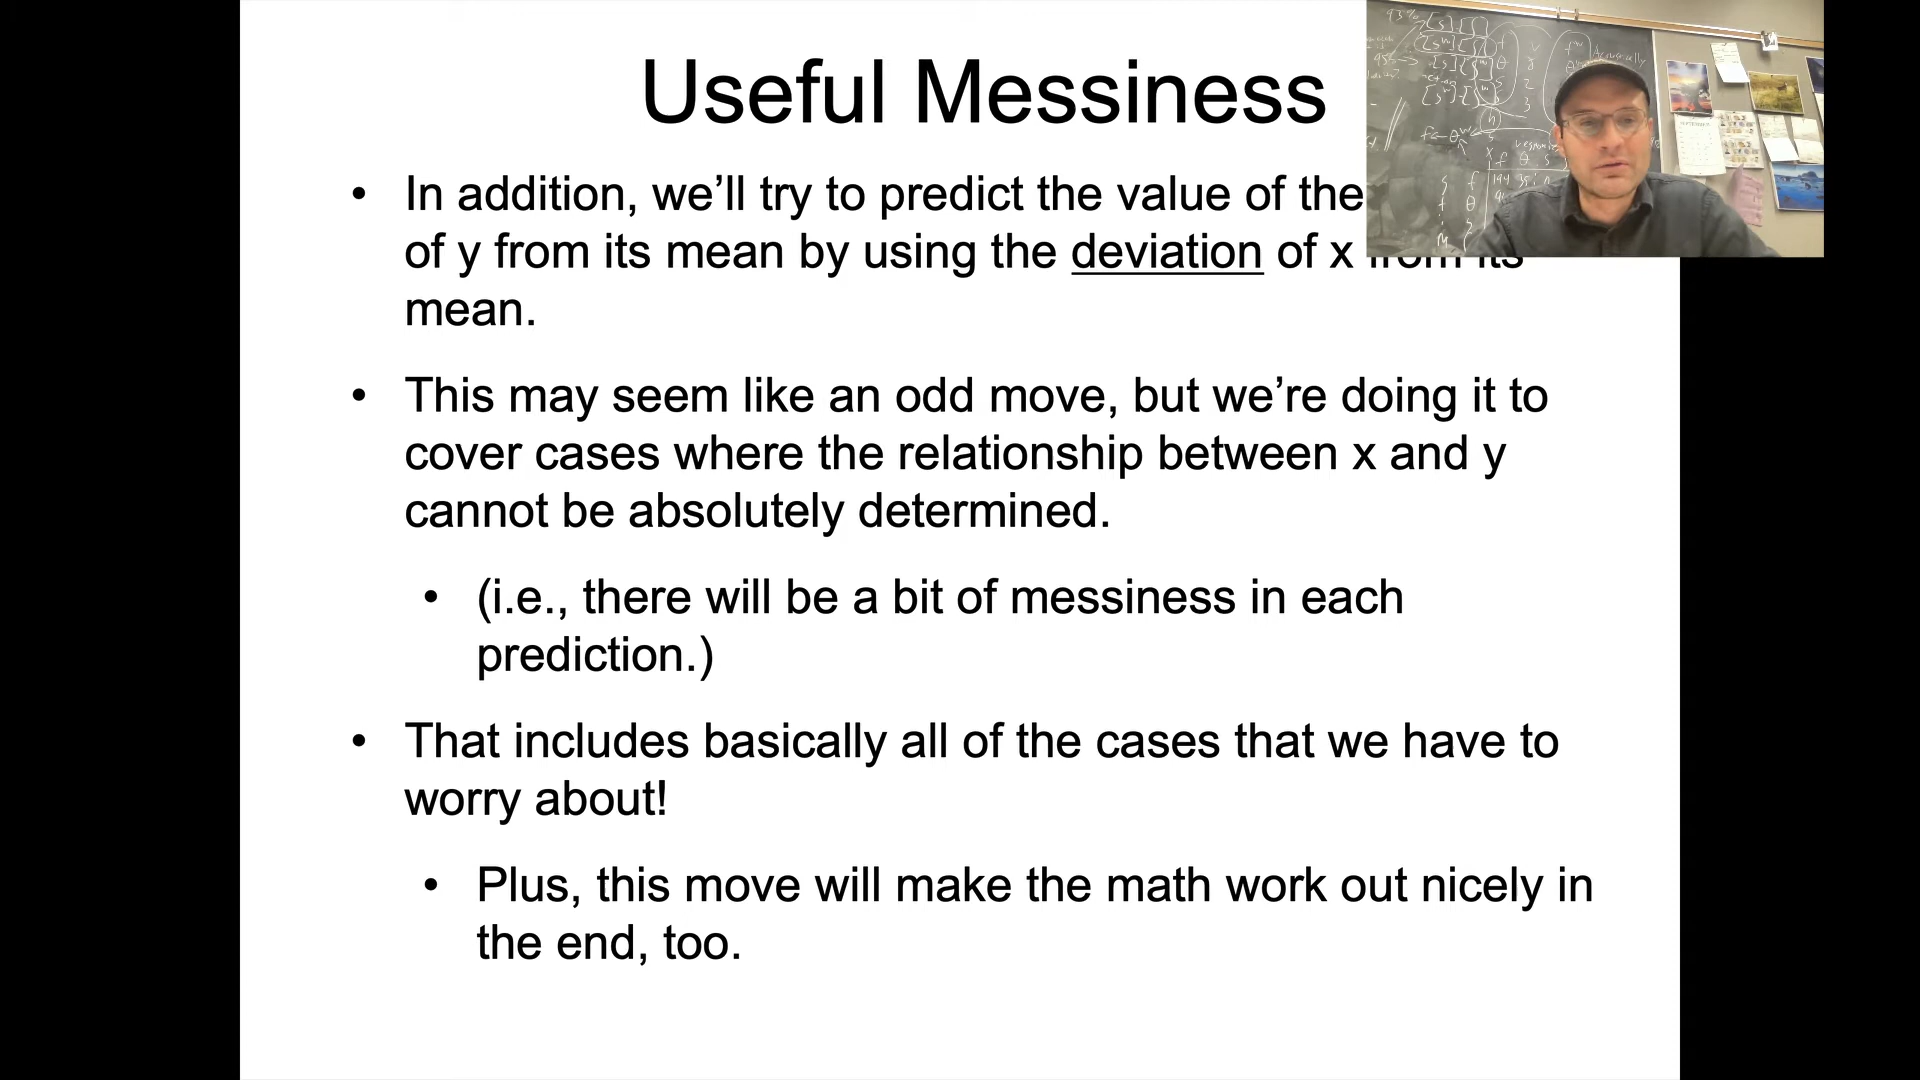 Useful Messiness
• In addition, we’ll try to predict the value of the
of y from its mean by using the deviation of x from its
mean.
• This may seem like an odd move, but we’re doing it to
cover cases where the relationship between x and y
cannot be absolutely determined.
• (i.e., there will be a bit of messiness in each
prediction.)
• That includes basically all of the cases that we have to
worry about!
• Plus, this move will make the math work out nicely in
the end, too.
93%